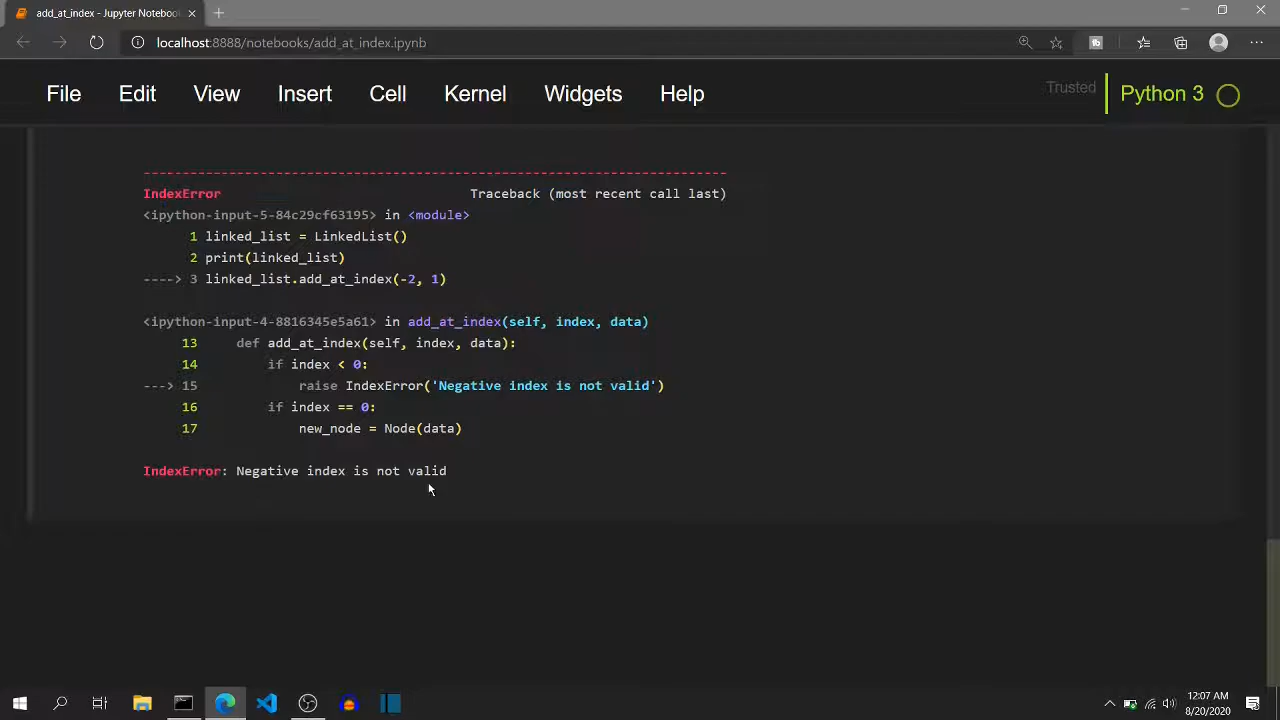 add_at_index - Jupyter Notebook
localhost:8888/notebooks/add_at_index.ipynb
File Edit View Insert Cell Kernel Widgets Help Trusted Python 3
---------------------------------------------------------------------------
IndexError Traceback (most recent call last)
<ipython-input-5-84c29cf63195> in <module>
1 linked_list = LinkedList()
2 print(linked_list)
----> 3 linked_list.add_at_index(-2, 1)
<ipython-input-4-8816345e5a61> in add_at_index(self, index, data)
13 def add_at_index(self, index, data):
14 if index < 0:
---> 15 raise IndexError('Negative index is not valid')
16 if index == 0:
17 new_node = Node(data)
IndexError: Negative index is not valid
12:07 AM
8/20/2020